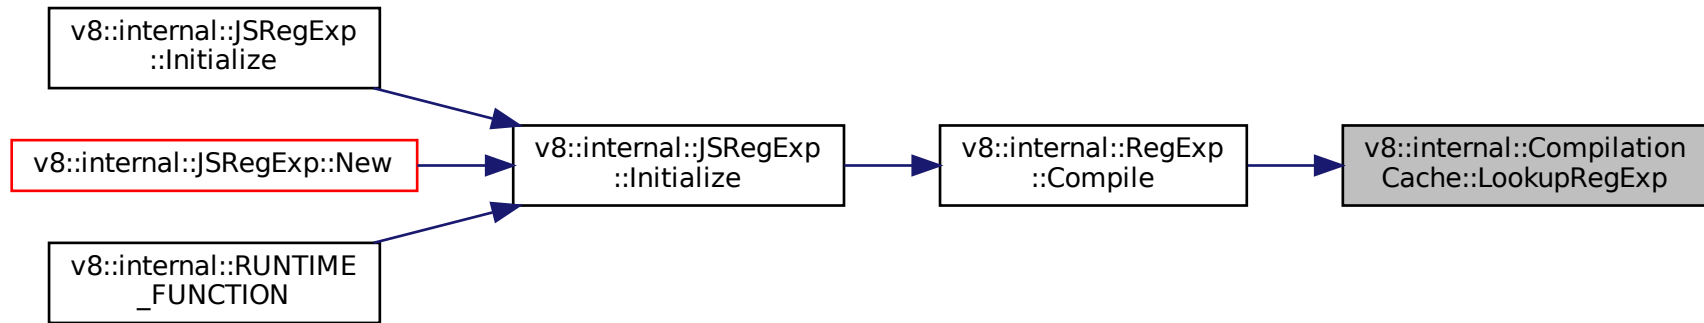 v8::internal::JSRegExp
::Initialize
v8::internal::JSRegExp::New
v8::internal::RUNTIME
_FUNCTION
v8::internal::JSRegExp
::Initialize
v8::internal::RegExp
::Compile
v8::internal::Compilation
Cache::LookupRegExp